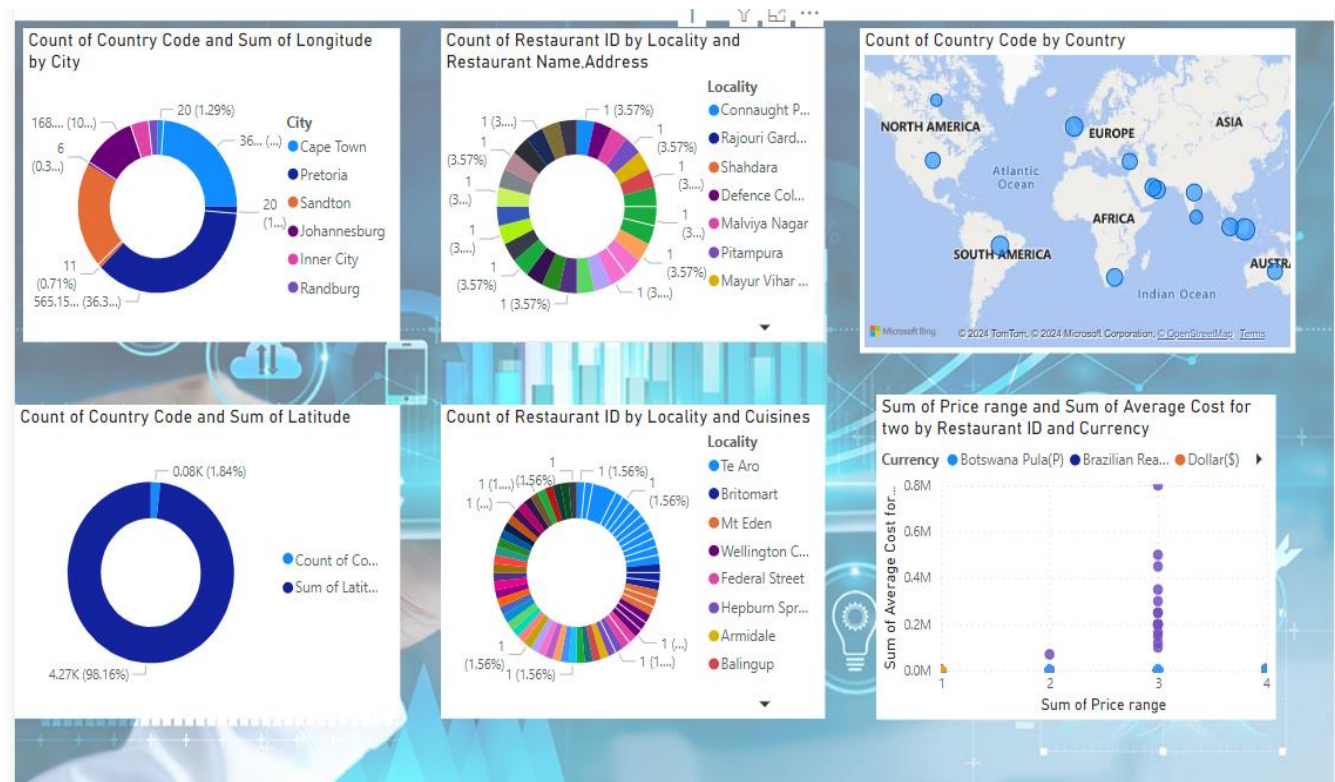 Count of Country Code and Sum of Longitude
by City
20 (1.29%)
168.... (10...)
36... (...)
6
(0.3...)
20
(1...)
11
(0.71%)
565.15... (36.3...)
City
Cape Town
Pretoria
Sandton
Johannesburg
Inner City
Randburg
Count of Restaurant ID by Locality and
Restaurant Name,Address
1 (3....)
1 (3.57%)
1
(3.57%)
1
(3.57%)
1
(3....)
1
(3....)
1
(3...)
1
(3....)
1
(3.57%)
1
(3.57%)
1 (3....)
1 (3.57%)
Locality
Connaught P...
Rajouri Gard...
Shahdara
Defence Col...
Malviya Nagar
Pitampura
Mayur Vihar ...
Count of Country Code by Country
NORTH AMERICA
EUROPE
ASIA
Atlantic
Ocean
AFRICA
SOUTH AMERICA
AUSTRA
Indian Ocean
Microsoft Bing
© 2024 TomTom, © 2024 Microsoft Corporation, © OpenStreetMap Terms
Count of Country Code and Sum of Latitude
0.08K (1.84%)
4.27K (98.16%)
Count of Co...
Sum of Latit...
Count of Restaurant ID by Locality and Cuisines
1
(1.56%)
1 (1....)
1 (...)
1 (1.56%)
1
(1.56%)
1 (...)
1 (1....)
1
(1.56%)
1 (1.56%)
Locality
Te Aro
Britomart
Mt Eden
Wellington C...
Federal Street
Hepburn Spr...
Armidale
Balingup
Sum of Price range and Sum of Average Cost for
two by Restaurant ID and Currency
Currency Botswana Pula(P) Brazilian Rea... Dollar($)
Sum of Average Cost for...
0.8M
0.6M
0.4M
0.2M
0.0M
1 2 3 4
Sum of Price range